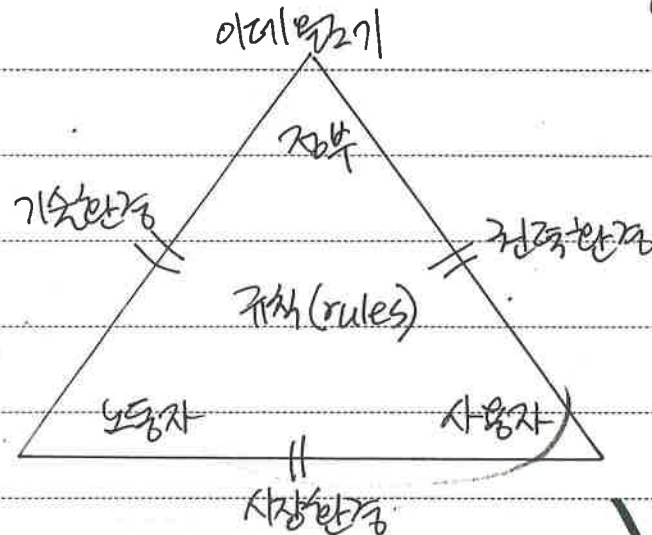 이데올로기
정부
기술환경
권력환경
규칙(rules)
노동자
사용자
시장환경